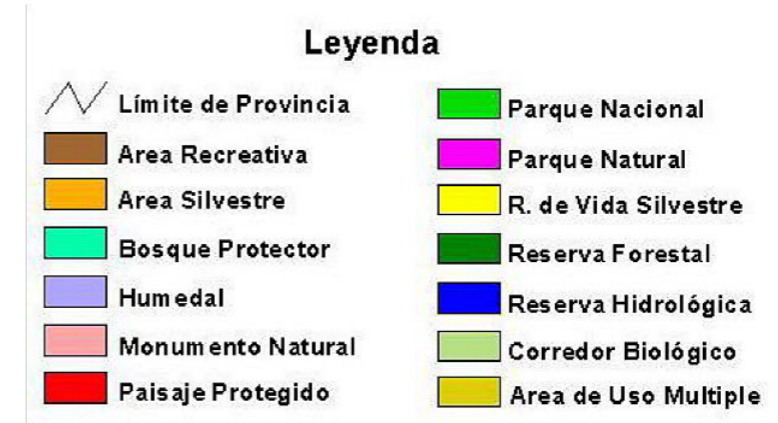 Leyenda
Límite de Provincia
Area Recreativa
Area Silvestre
Bosque Protector
Humedal
Monumento Natural
Paisaje Protegido
Parque Nacional
Parque Natural
R. de Vida Silvestre
Reserva Forestal
Reserva Hidrológica
Corredor Biológico
Area de Uso Multiple